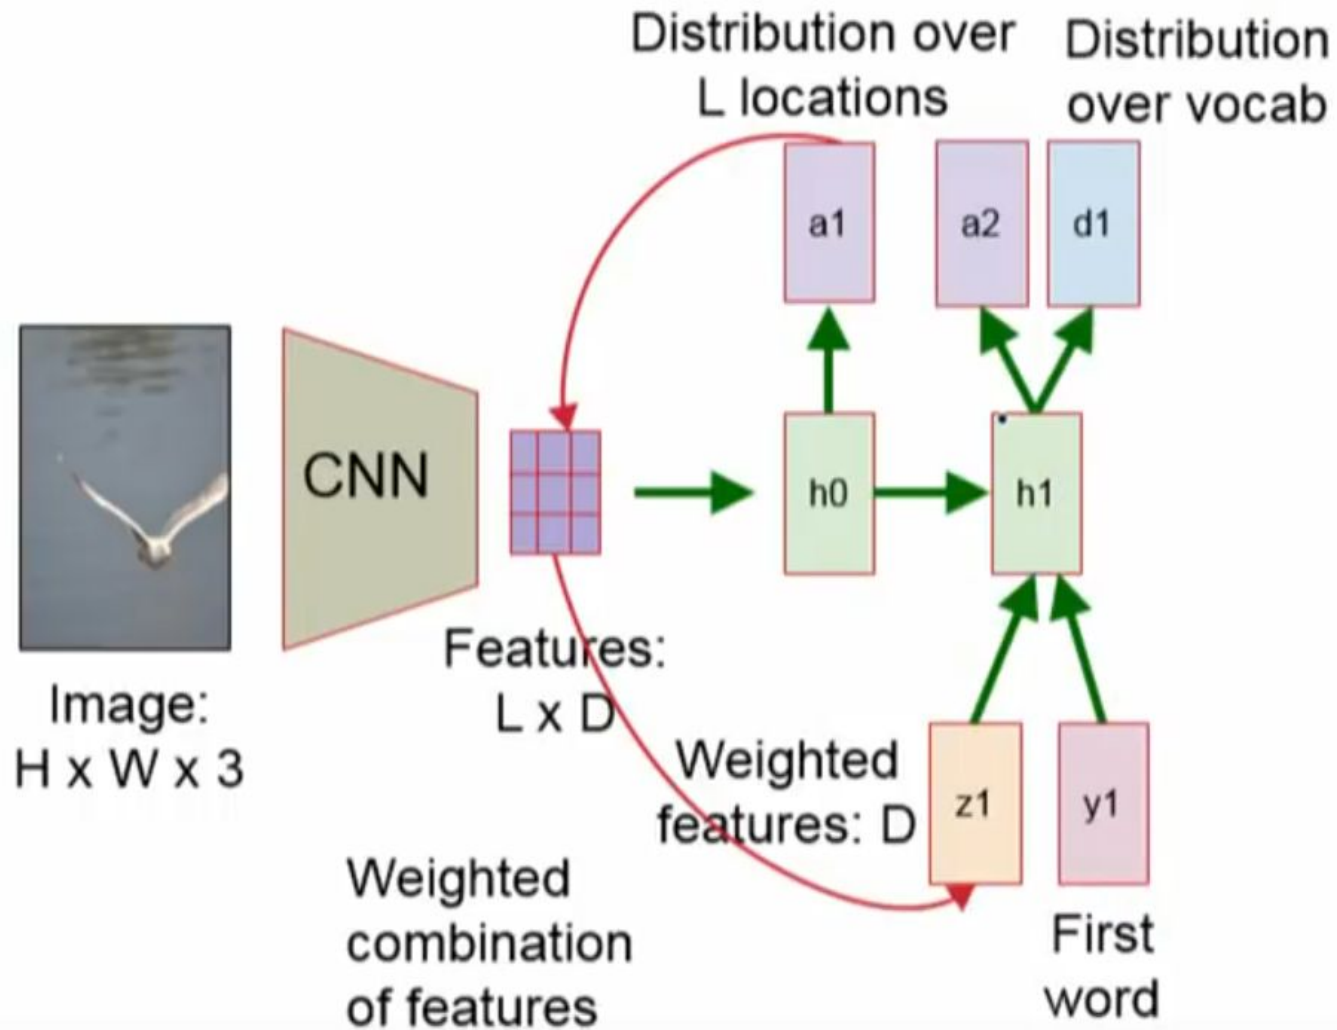 Distribution over
L locations
Distribution
over vocab
a1
a2
d1
CNN
h0
h1
Image:
H x W x 3
Features:
L x D
Weighted
features: D
z1
y1
Weighted
combination
of features
First
word